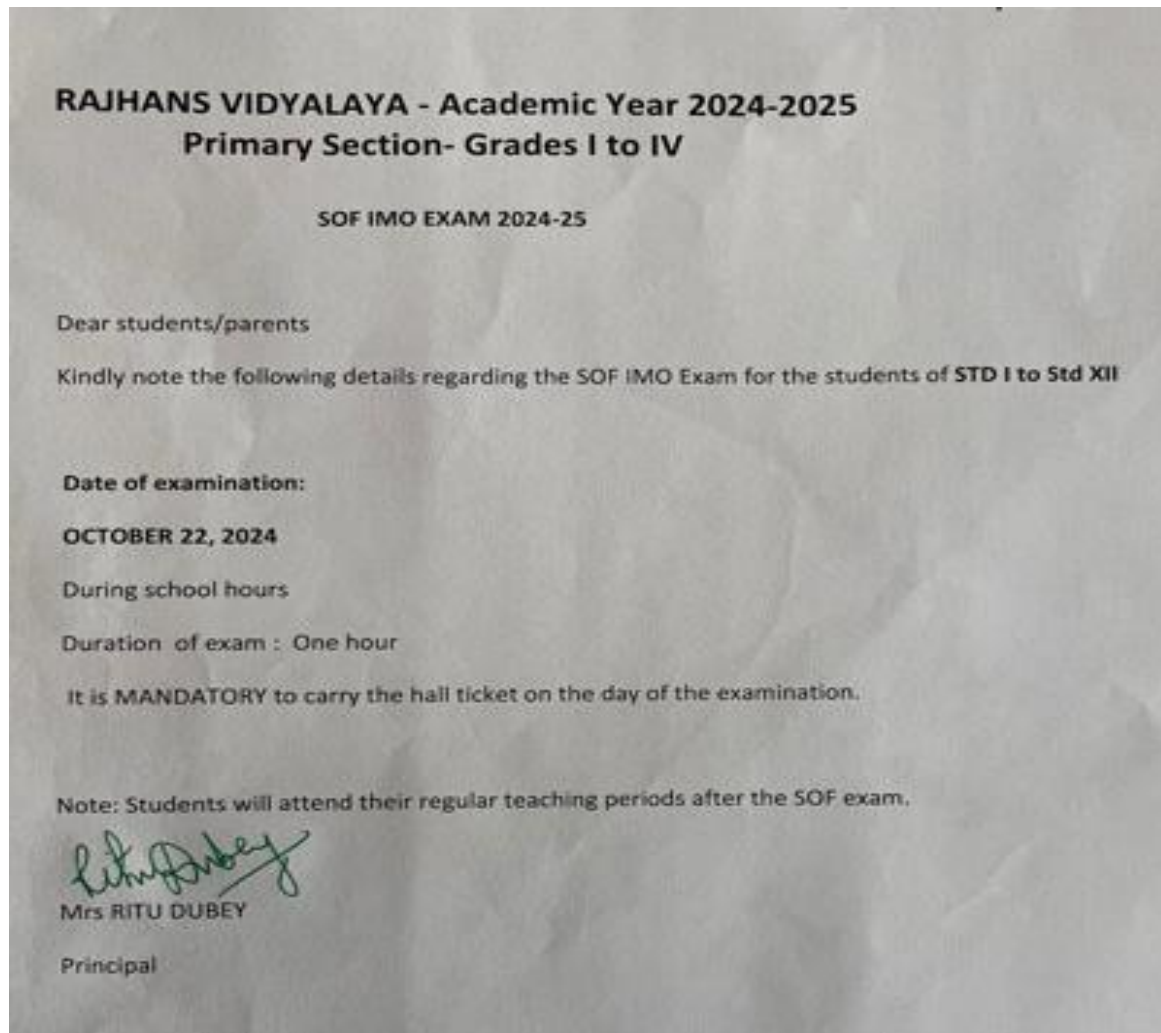 RAJHANS VIDYALAYA - Academic Year 2024-2025
Primary Section- Grades I to IV
SOF IMO EXAM 2024-25
Dear students/parents
Kindly note the following details regarding the SOF IMO Exam for the students of STD I to Std XII
Date of examination:
OCTOBER 22, 2024
During school hours
Duration of exam : One hour
It is MANDATORY to carry the hall ticket on the day of the examination.
Note: Students will attend their regular teaching periods after the SOF exam.
Ritu Dubey
Mrs RITU DUBEY
Principal